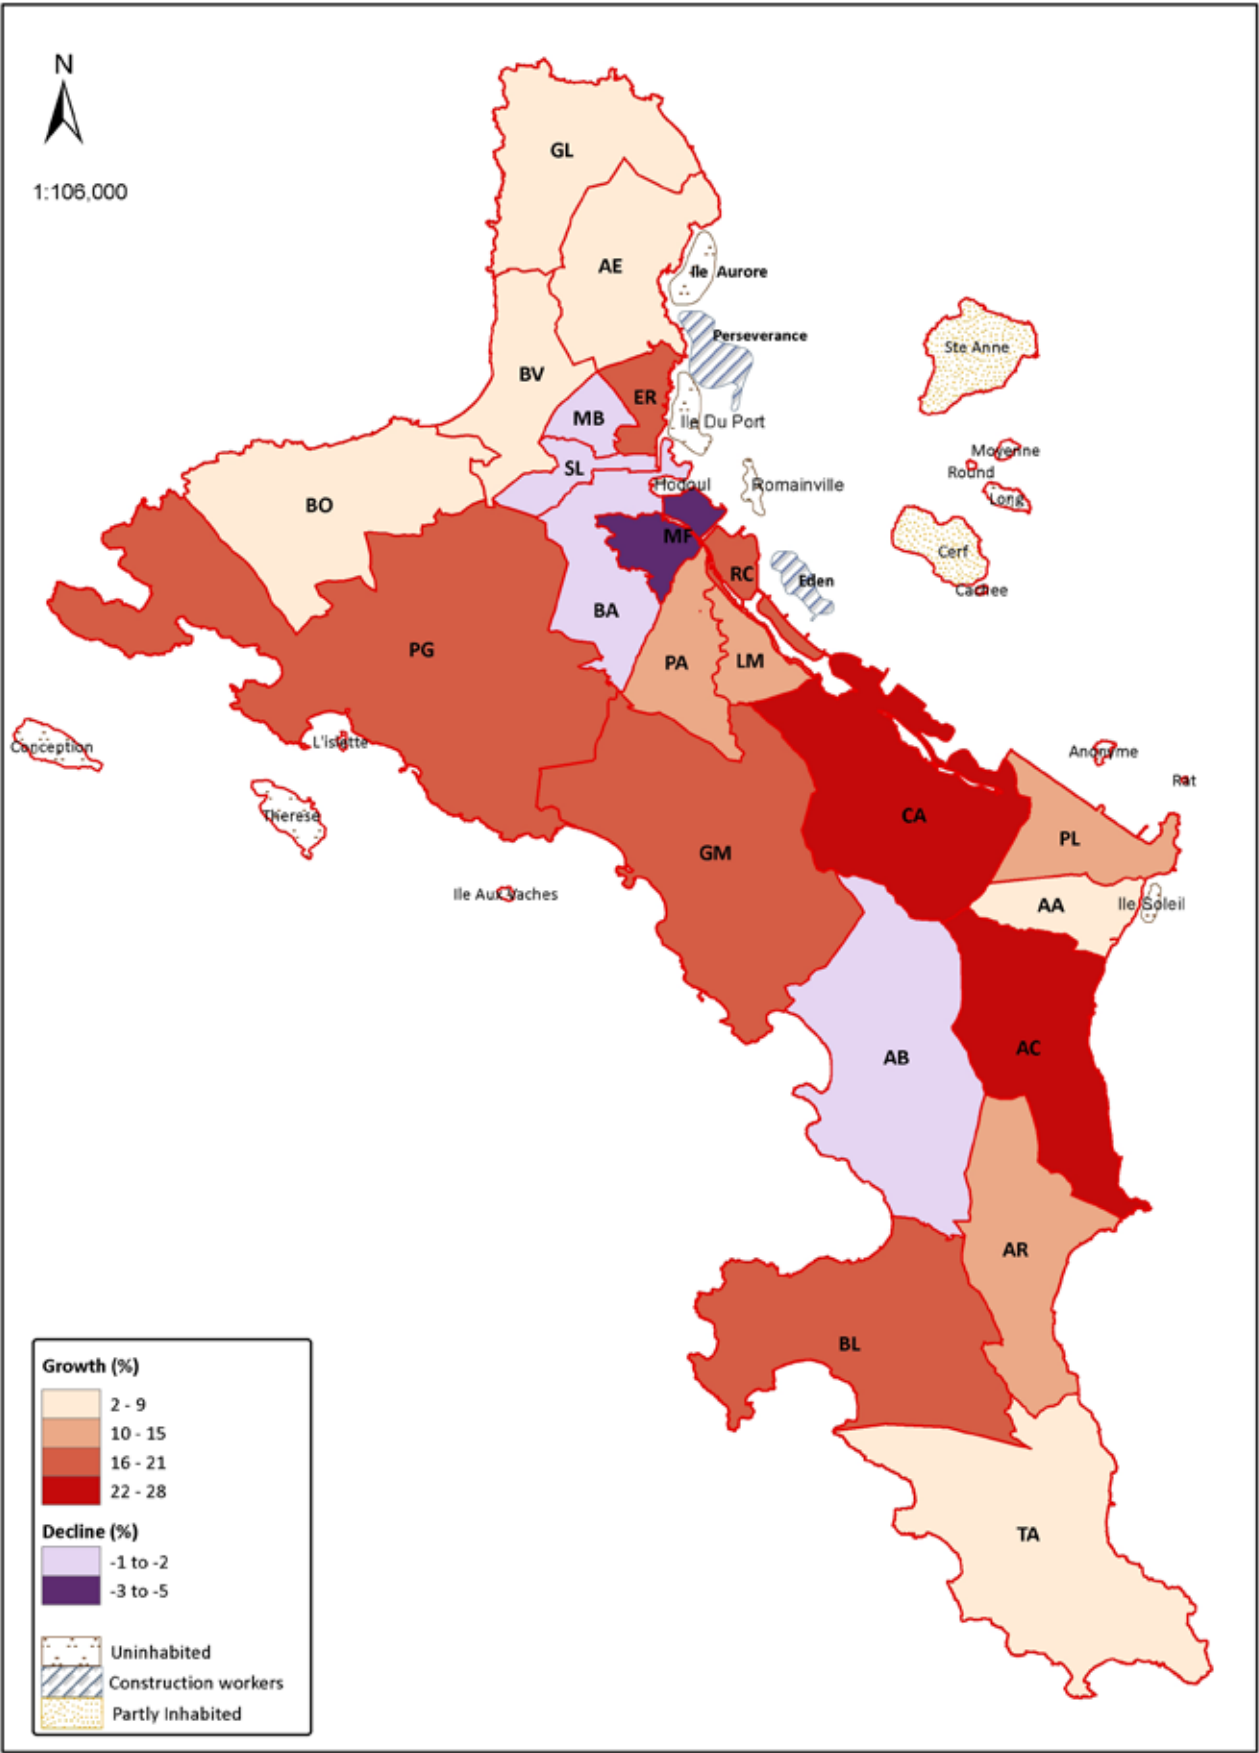 N
1:106,000
GL
AE
Ile Aurore
Perseverance
Ste Anne
BV
ER
MB
Ile Du Port
Moyenne
Round
SL
Hodoul
Romainville
Long
BO
MF
Cerf
RC
Eden
Cachee
BA
PG
PA
LM
Conception
L'islette
Anonyme
Rat
Therese
CA
PL
GM
Ile Aux Vaches
AA
Ile Soleil
AC
AB
AR
BL
TA
Growth (%)
2 - 9
10 - 15
16 - 21
22 - 28
Decline (%)
-1 to -2
-3 to -5
Uninhabited
Construction workers
Partly Inhabited